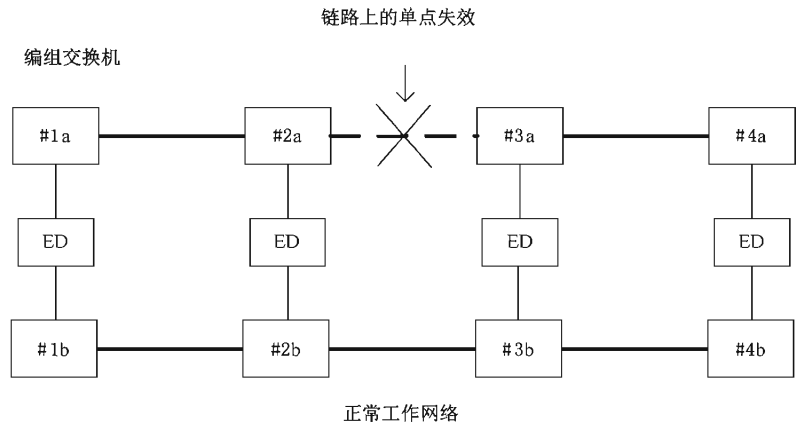 链路上的单点失效
编组交换机
#1a #2a #3a #4a
ED ED ED ED
#1b #2b #3b #4b
正常工作网络